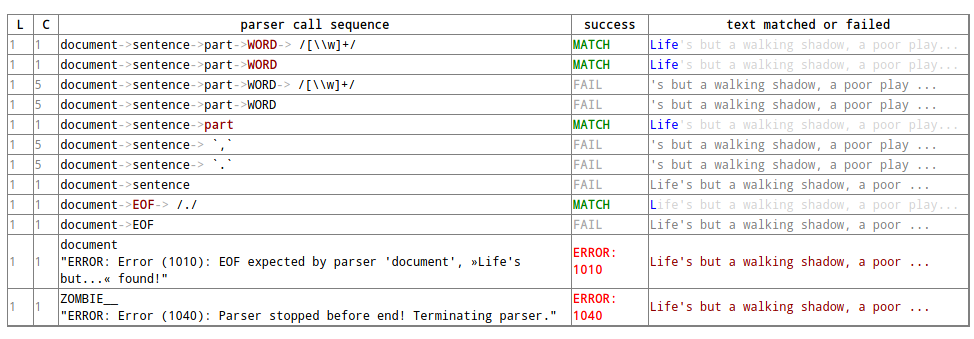 L C parser call sequence success text matched or failed
1 1 document->sentence->part->WORD-> /[\\w]+/ MATCH Life's but a walking shadow, a poor play...
1 1 document->sentence->part->WORD MATCH Life's but a walking shadow, a poor play...
1 5 document->sentence->part->WORD-> /[\\w]+/ FAIL 's but a walking shadow, a poor play ...
1 5 document->sentence->part->WORD FAIL 's but a walking shadow, a poor play ...
1 1 document->sentence->part MATCH Life's but a walking shadow, a poor play...
1 5 document->sentence-> `,` FAIL 's but a walking shadow, a poor play ...
1 5 document->sentence-> `.` FAIL 's but a walking shadow, a poor play ...
1 1 document->sentence FAIL Life's but a walking shadow, a poor ...
1 1 document->EOF-> /./ MATCH Life's but a walking shadow, a poor play...
1 1 document->EOF FAIL Life's but a walking shadow, a poor ...
1 1 document
"ERROR: Error (1010): EOF expected by parser 'document', »Life's
but...« found!"
ERROR:
1010
Life's but a walking shadow, a poor ...
1 1 ZOMBIE__
"ERROR: Error (1040): Parser stopped before end! Terminating parser."
ERROR:
1040
Life's but a walking shadow, a poor ...